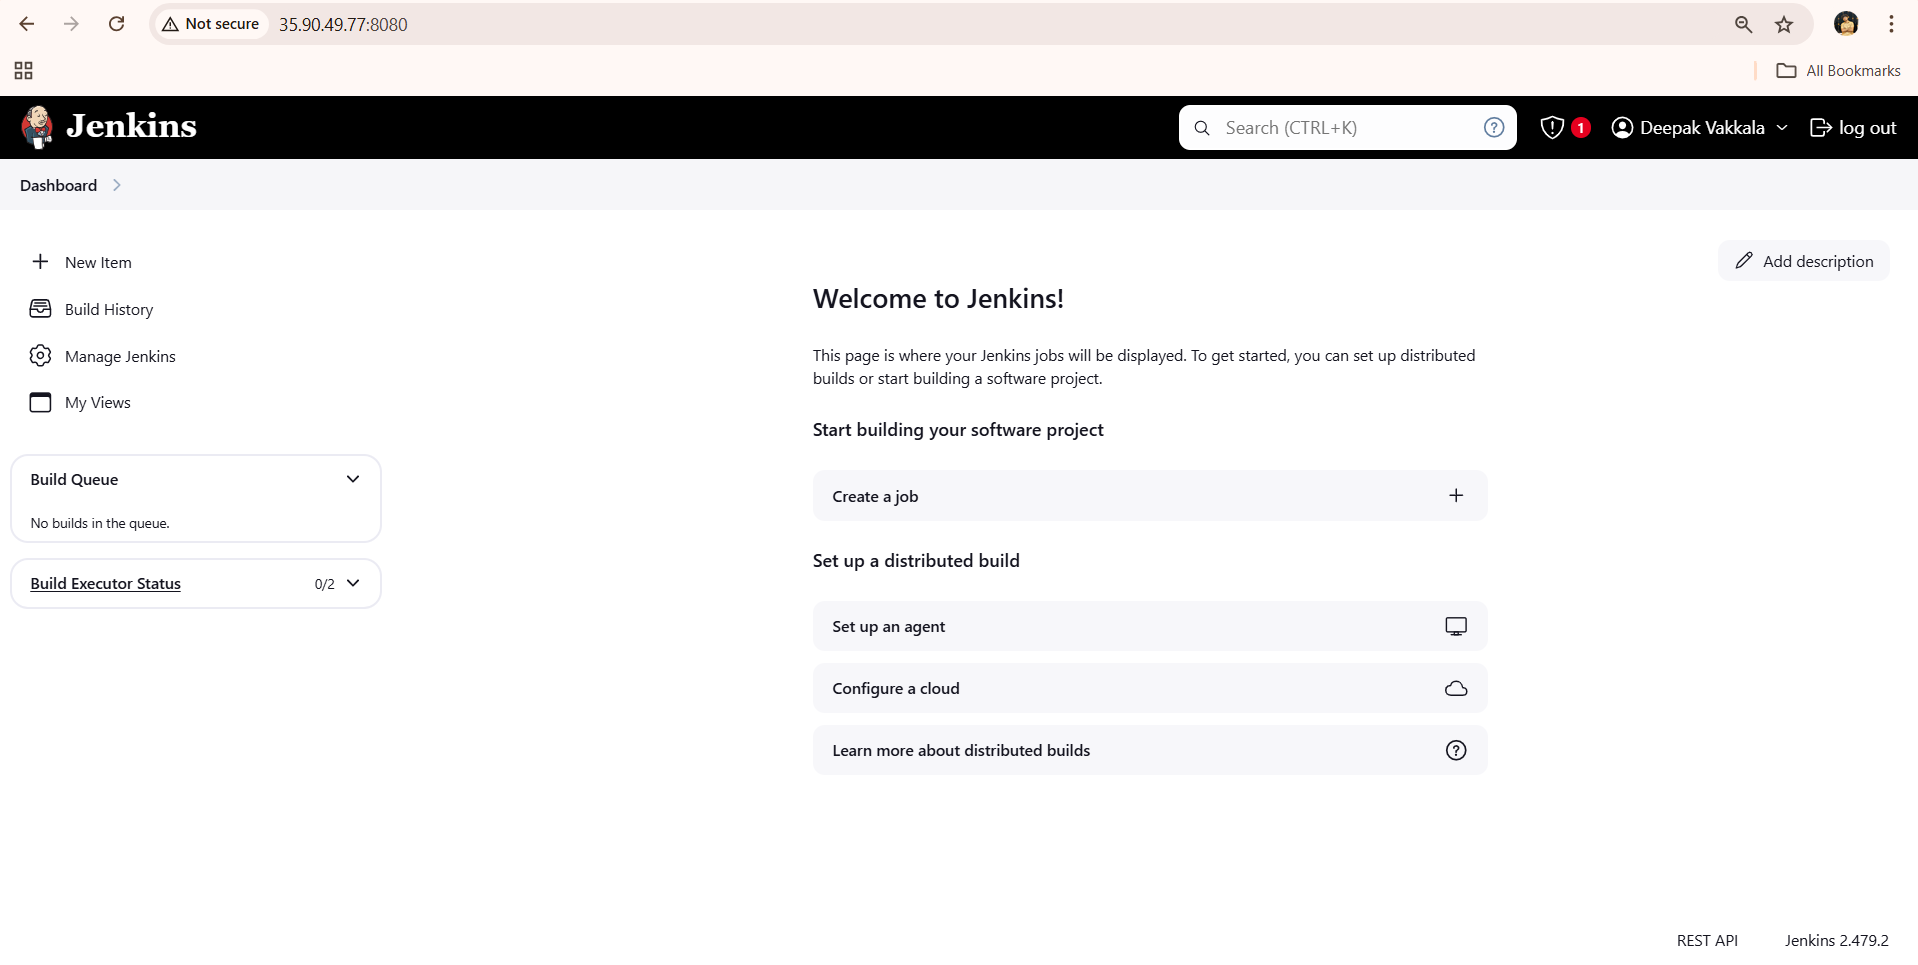 Not secure 35.90.49.77:8080
All Bookmarks
Jenkins
Search (CTRL+K) ?
! 1
Deepak Vakkala
log out
Dashboard
New Item
Build History
Manage Jenkins
My Views
Build Queue
No builds in the queue.
Build Executor Status 0/2
Add description
Welcome to Jenkins!
This page is where your Jenkins jobs will be displayed. To get started, you can set up distributed
builds or start building a software project.
Start building your software project
Create a job
Set up a distributed build
Set up an agent
Configure a cloud
Learn more about distributed builds ?
REST API Jenkins 2.479.2